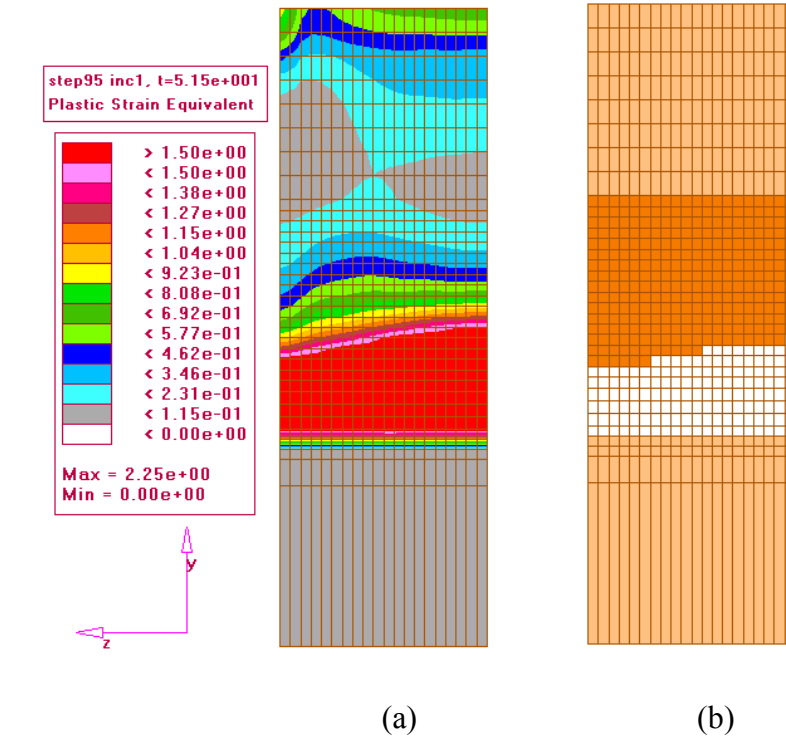 step95 inc1, t=5.15e+001
Plastic Strain Equivalent
> 1.50e+00
< 1.50e+00
< 1.38e+00
< 1.27e+00
< 1.15e+00
< 1.04e+00
< 9.23e-01
< 8.08e-01
< 6.92e-01
< 5.77e-01
< 4.62e-01
< 3.46e-01
< 2.31e-01
< 1.15e-01
< 0.00e+00
Max = 2.25e+00
Min = 0.00e+00
y
z
(a)
(b)